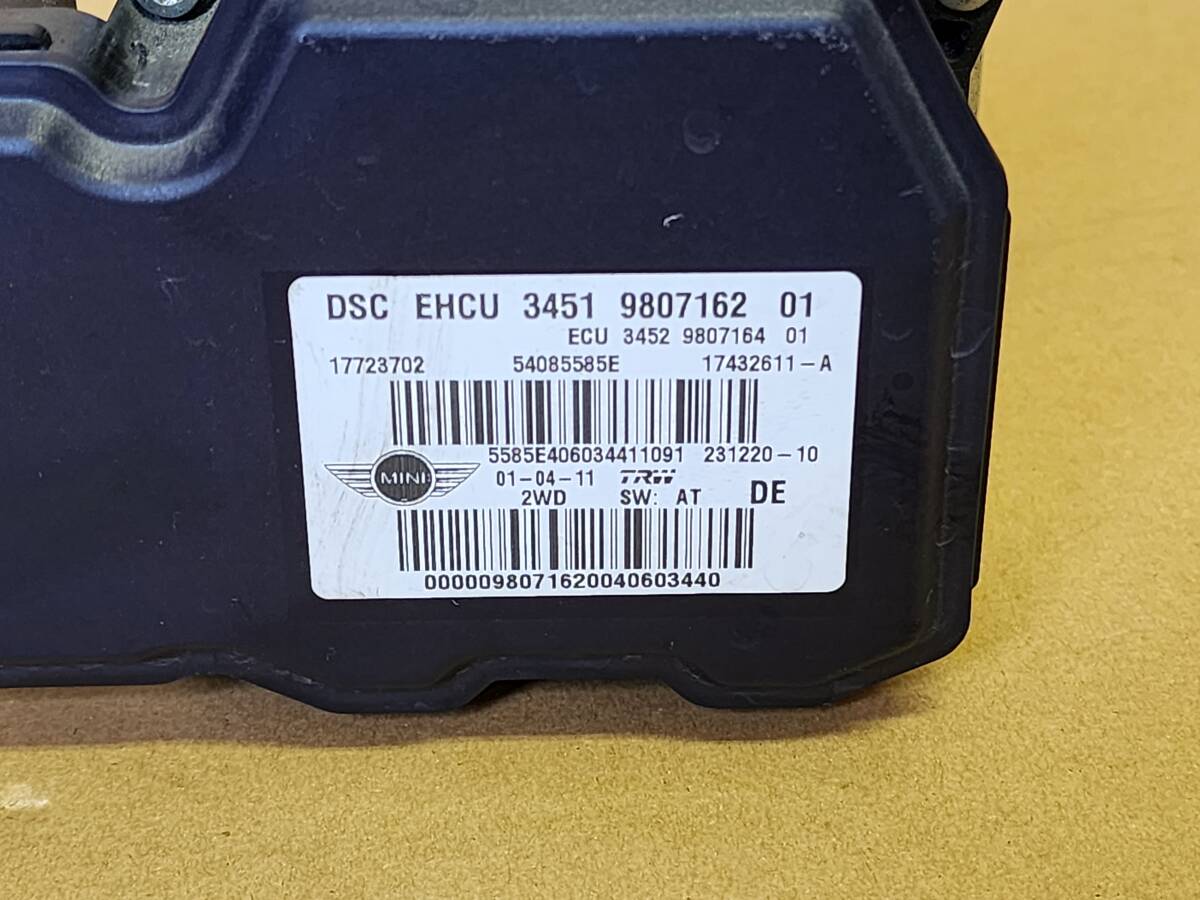 DSC EHCU 3451 9807162 01
ECU 3452 9807164 01
17723702 54085585E 17432611-A
5585E406034411091 231220-10
MINI 01-04-11 TRW
2WD SW: AT DE
0000098071620040603440